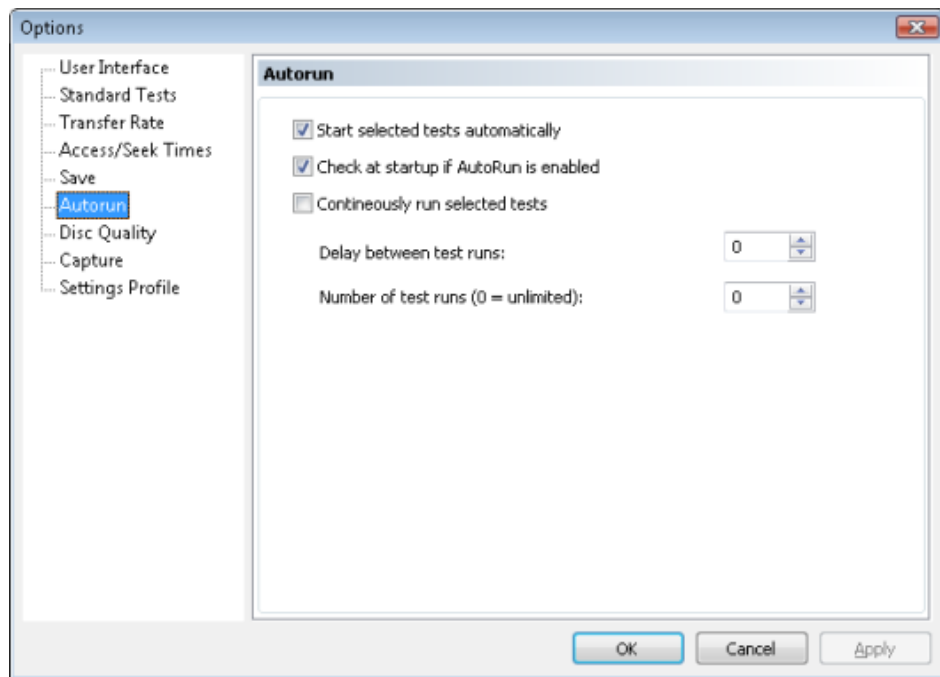 Options
User Interface
Standard Tests
Transfer Rate
Access/Seek Times
Save
Autorun
Disc Quality
Capture
Settings Profile
Autorun
Start selected tests automatically
Check at startup if AutoRun is enabled
Contineously run selected tests
Delay between test runs: 0
Number of test runs (0 = unlimited): 0
OK Cancel Apply